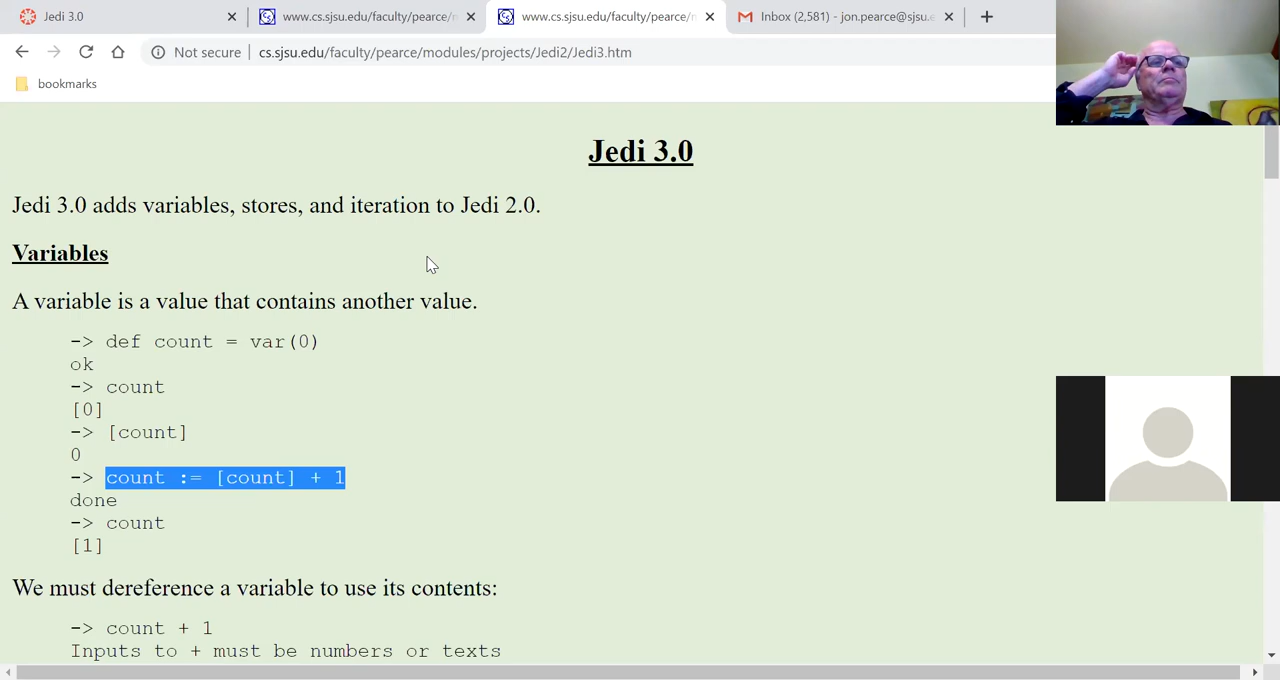 Jedi 3.0
www.cs.sjsu.edu/faculty/pearce/n
www.cs.sjsu.edu/faculty/pearce/n
Inbox (2,581) - jon.pearce@sjsu.e
Not secure
cs.sjsu.edu/faculty/pearce/modules/projects/Jedi2/Jedi3.htm
bookmarks
Jedi 3.0
Jedi 3.0 adds variables, stores, and iteration to Jedi 2.0.
Variables
A variable is a value that contains another value.
-> def count = var(0)
ok
-> count
[0]
-> [count]
0
-> count := [count] + 1
done
-> count
[1]
We must dereference a variable to use its contents:
-> count + 1
Inputs to + must be numbers or texts